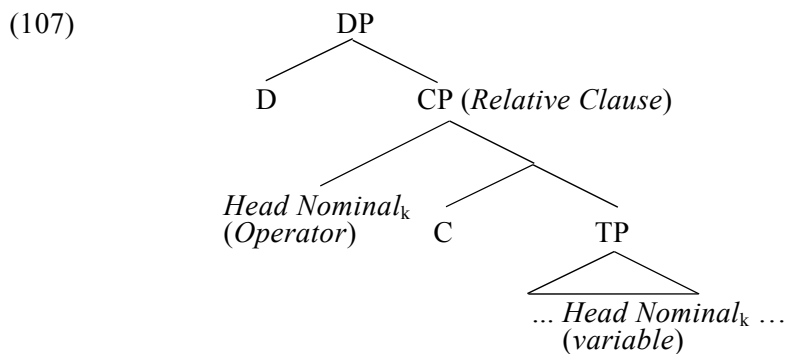 (107) DP
D CP (Relative Clause)
Head Nominalk
(Operator) C TP
... Head Nominalk ...
(variable)